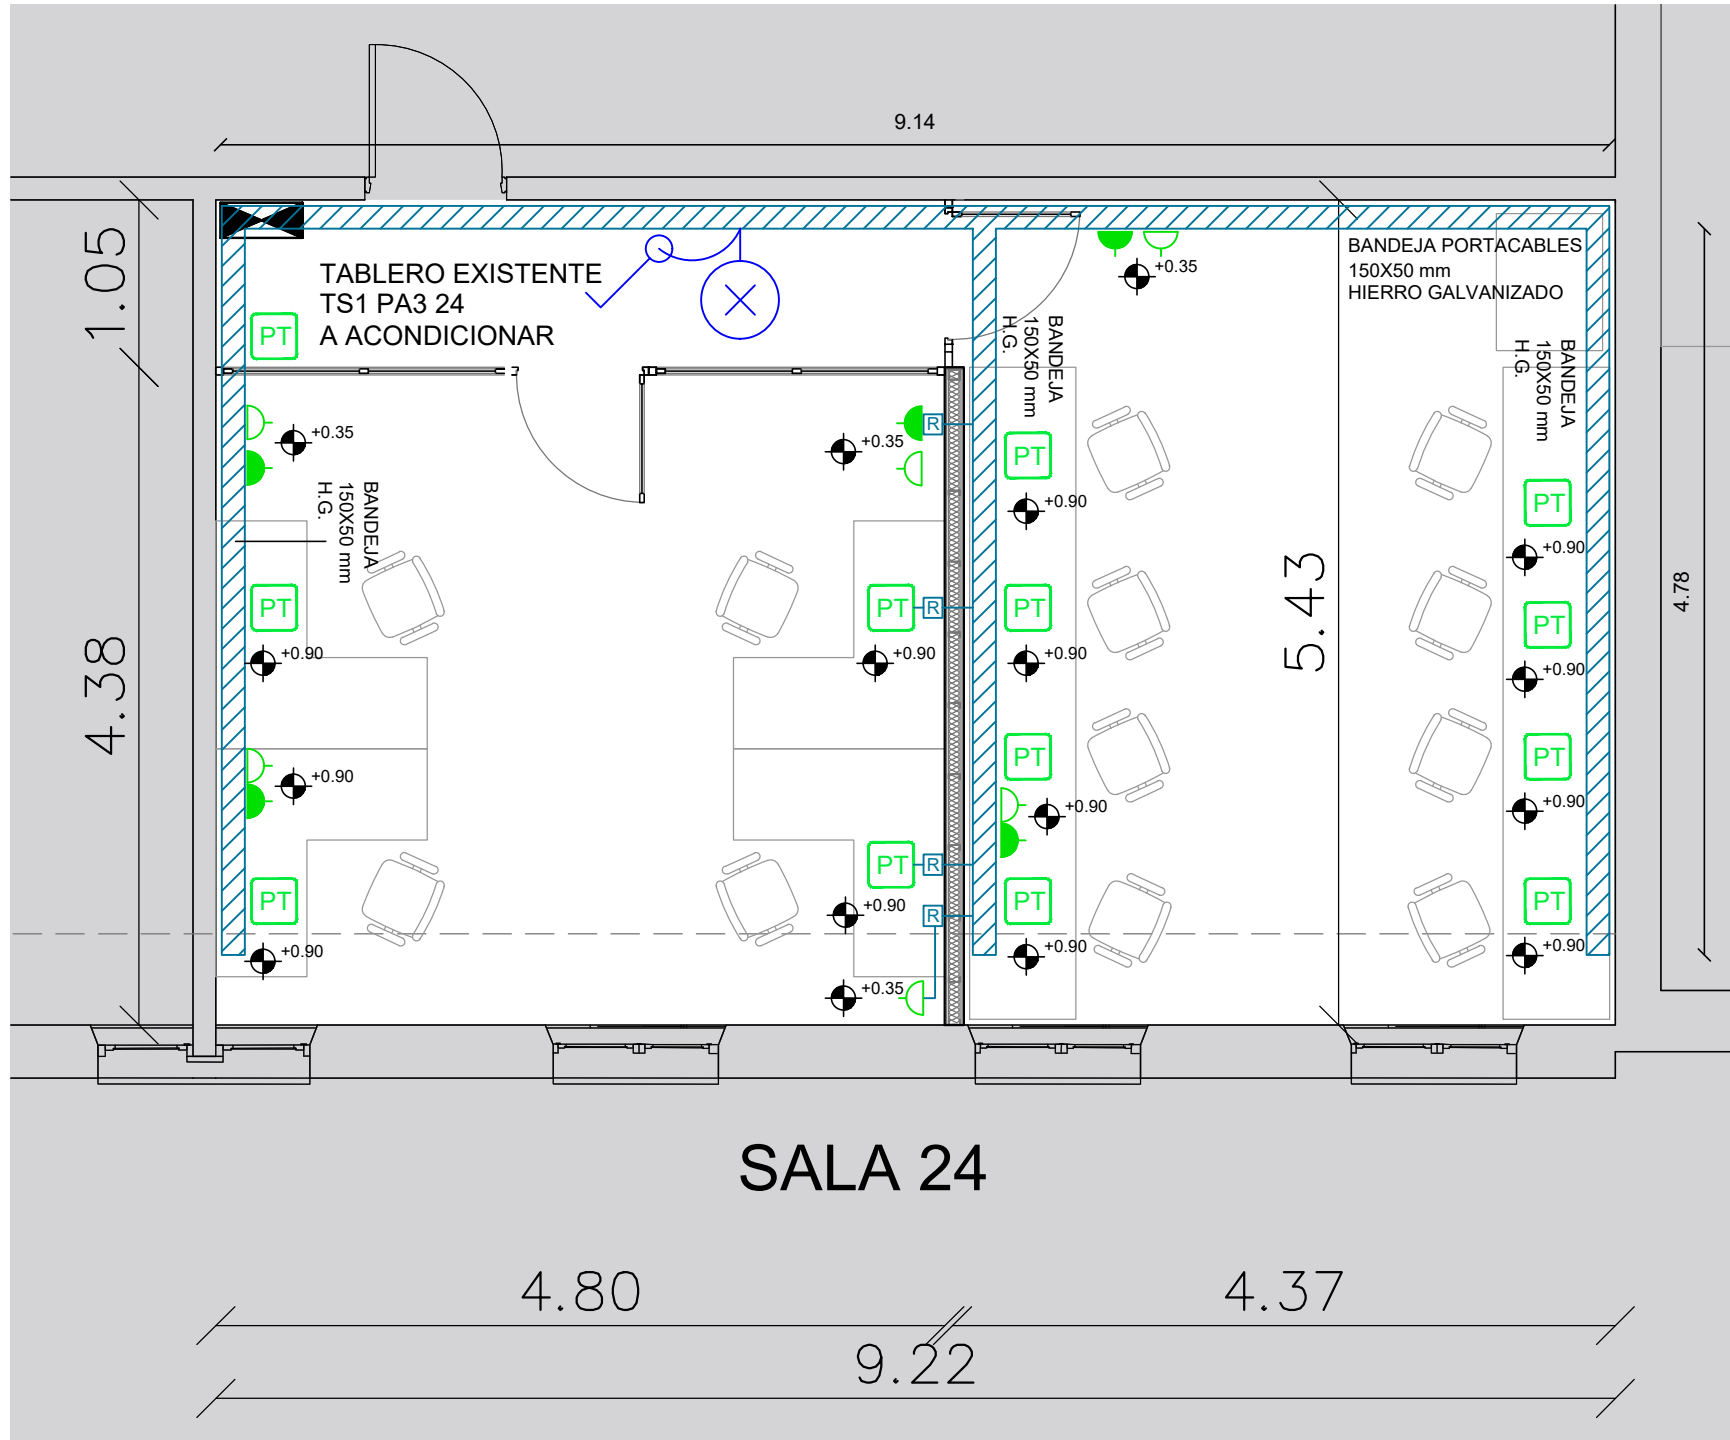 9.14
1.05
TABLERO EXISTENTE
TS1 PA3 24
A ACONDICIONAR
+0.35
BANDEJA PORTACABLES
150X50 mm
HIERRO GALVANIZADO
PT
BANDEJA
150X50 mm
H.G.
BANDEJA
150X50 mm
H.G.
+0.35
+0.35
R
PT
+0.90
BANDEJA
150X50 mm
H.G.
PT
+0.90
5.43
4.78
PT
PT
R
PT
PT
+0.90
+0.90
+0.90
+0.90
4.38
PT
PT
+0.90
+0.90
+0.90
PT
R
PT
PT
PT
+0.90
R
+0.90
+0.90
+0.90
+0.35
SALA 24
4.80
4.37
9.22